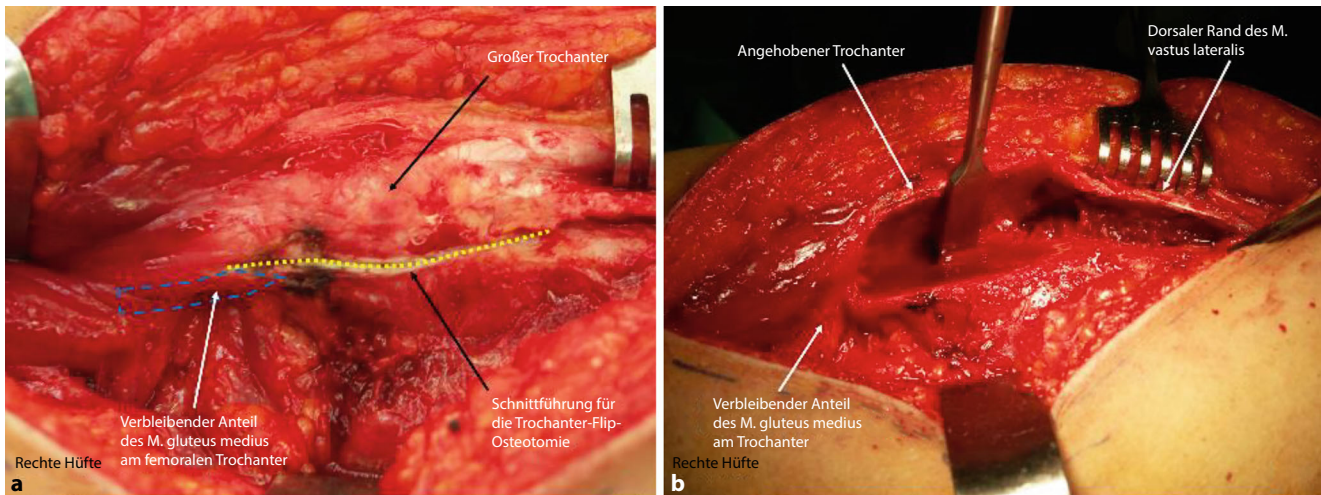 Großer Trochanter
Verbleibender Anteil
des M. gluteus medius
am femoralen Trochanter
Schnittführung für
die Trochanter-Flip-
Osteotomie
Rechte Hüfte
a
Angehobener Trochanter
Dorsaler Rand des M.
vastus lateralis
Verbleibender Anteil
des M. gluteus medius
am Trochanter
Rechte Hüfte
b